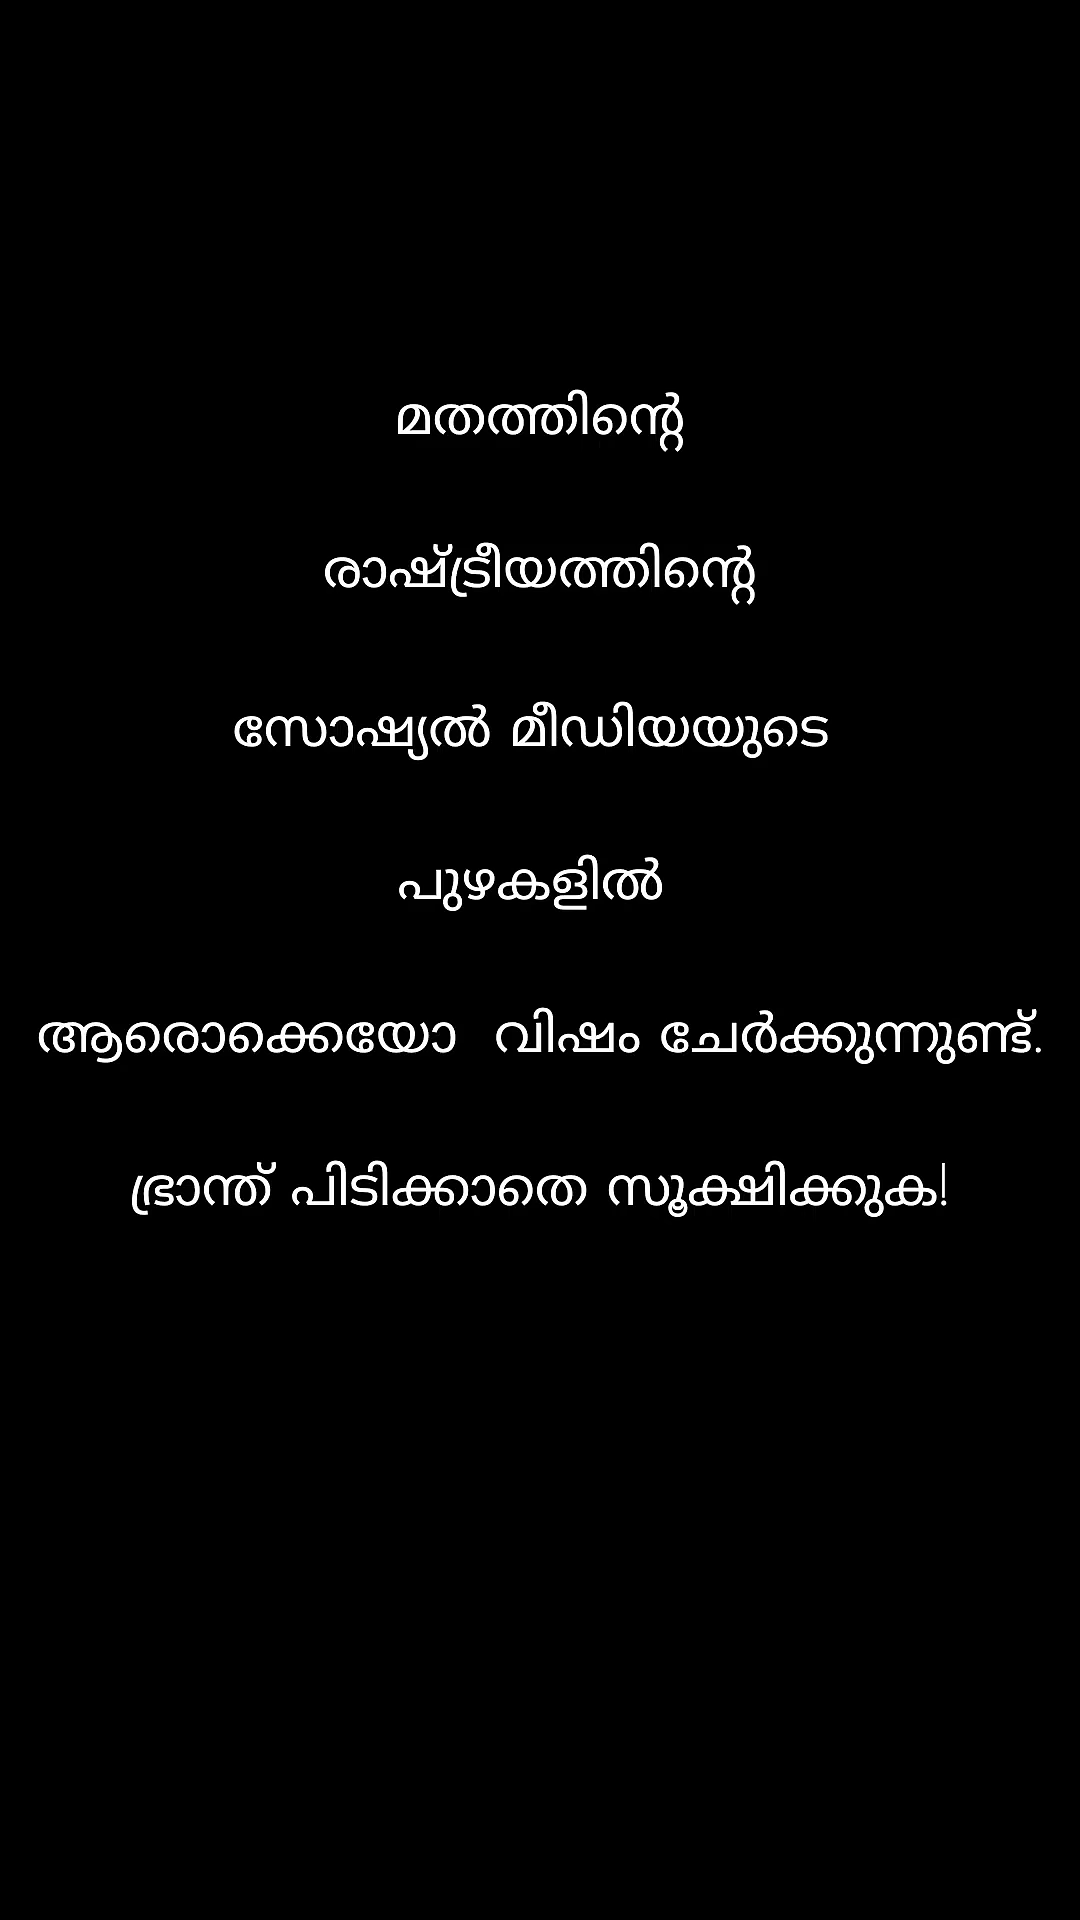 മതത്തിന്റെ
രാഷ്ട്രീയത്തിന്റെ
സോഷ്യൽ മീഡിയയുടെ
പുഴകളിൽ
ആരൊക്കെയോ  വിഷം ചേർക്കുന്നുണ്ട്.
ഭ്രാന്ത് പിടിക്കാതെ സൂക്ഷിക്കുക!